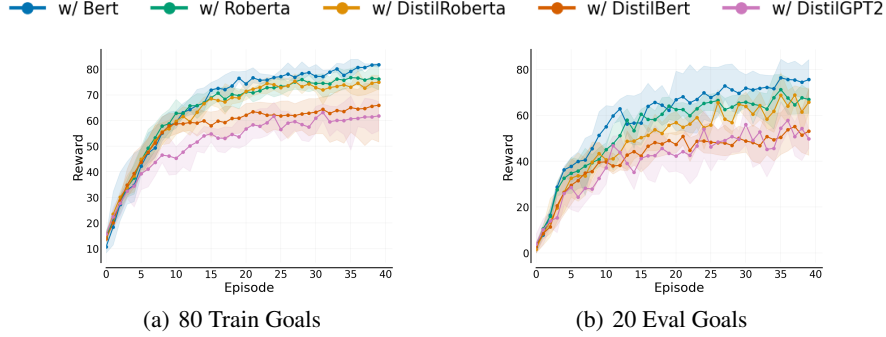 w/ Bert w/ Roberta w/ DistilRoberta w/ DistilBert w/ DistilGPT2
80
70
60
50
40
30
20
10
Reward
0 5 10 15 20 25 30 35 40
Episode
(a) 80 Train Goals
80
60
40
20
0
Reward
0 5 10 15 20 25 30 35 40
Episode
(b) 20 Eval Goals